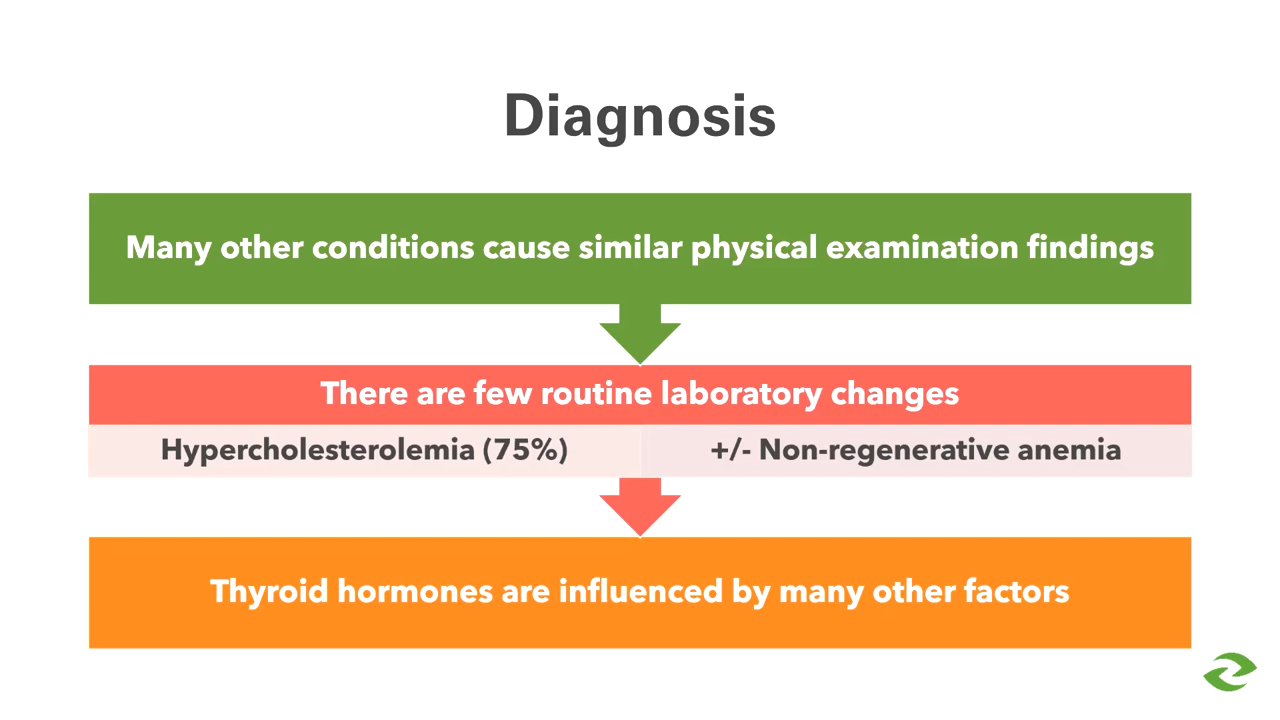 Diagnosis
Many other conditions cause similar physical examination findings
There are few routine laboratory changes
Hypercholesterolemia (75%)
+/- Non-regenerative anemia
Thyroid hormones are influenced by many other factors